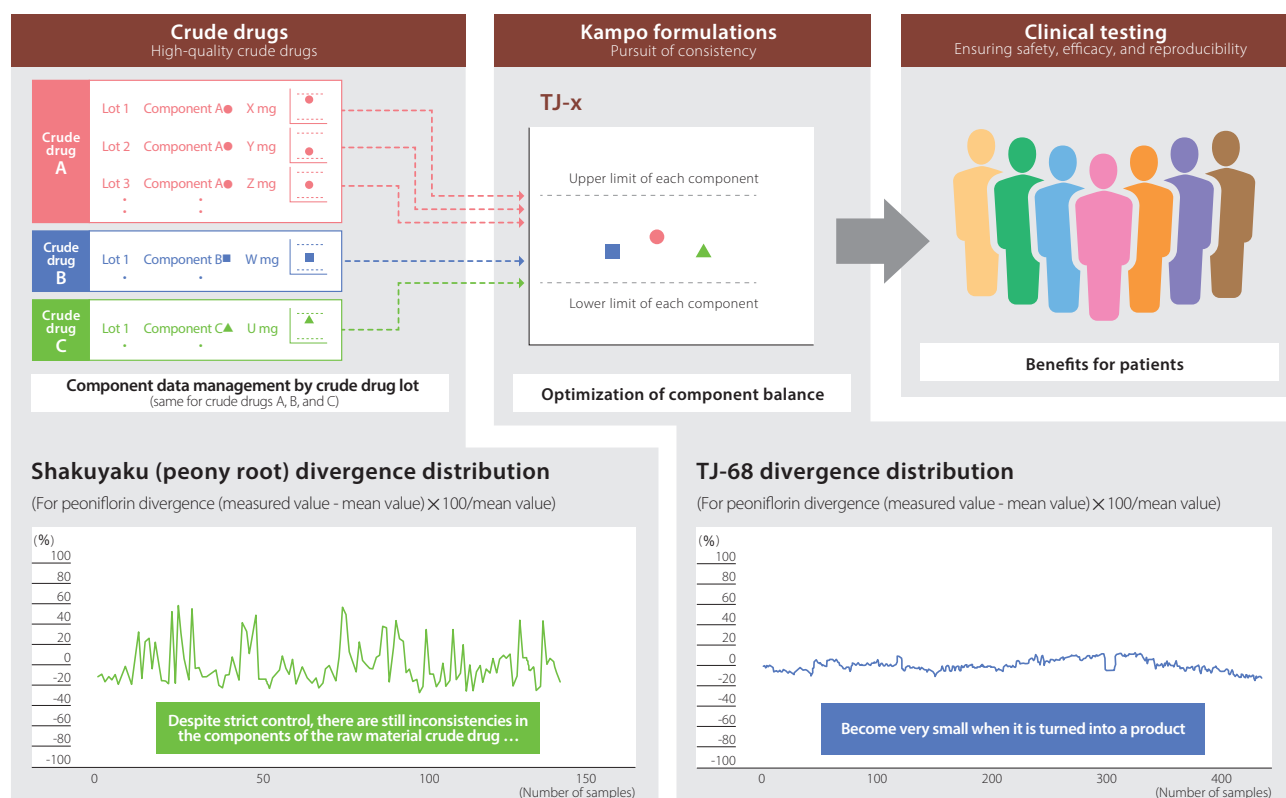 Crude drugs
High-quality crude drugs
Crude drug A
Lot 1 Component A● X mg
Lot 2 Component A● Y mg
Lot 3 Component A● Z mg
Crude drug B
Lot 1 Component B■ W mg
Crude drug C
Lot 1 Component C▲ U mg
Component data management by crude drug lot
(same for crude drugs A, B, and C)
Kampo formulations
Pursuit of consistency
TJ-x
Upper limit of each component
Lower limit of each component
Optimization of component balance
Clinical testing
Ensuring safety, efficacy, and reproducibility
Benefits for patients
Shakuyaku (peony root) divergence distribution
(For peoniflorin divergence (measured value - mean value) ✕ 100/mean value)
(%)
100
80
60
40
20
0
-20
-40
-60
-80
-100
Despite strict control, there are still inconsistencies in
the components of the raw material crude drug …
0 50 100 150
(Number of samples)
TJ-68 divergence distribution
(For peoniflorin divergence (measured value - mean value) ✕ 100/mean value)
(%)
100
80
60
40
20
0
-20
-40
-60
-80
-100
Become very small when it is turned into a product
0 100 200 300 400
(Number of samples)